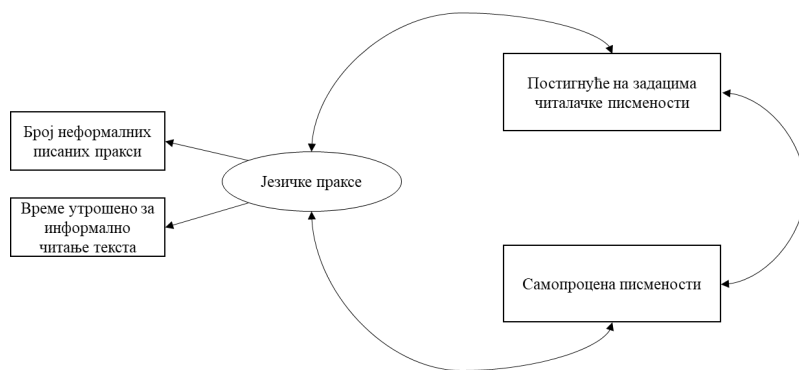 Постигнуће на задацима
читалачке писмености
Број неформалних
писаних пракси
Језичке праксе
Време утрошено за
информално
читање текста
Самопроцена писмености